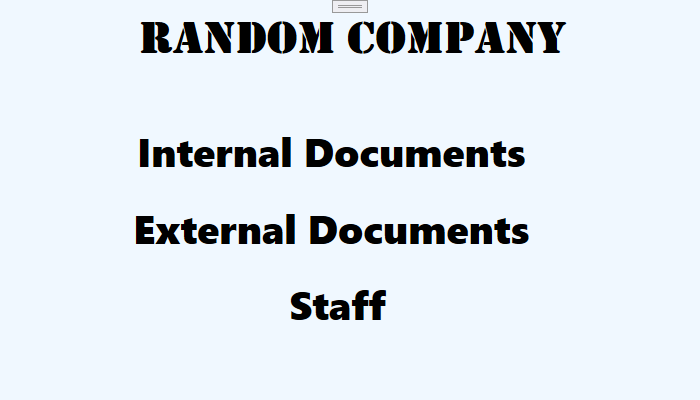 RANDOM COMPANY
Internal Documents
External Documents
Staff